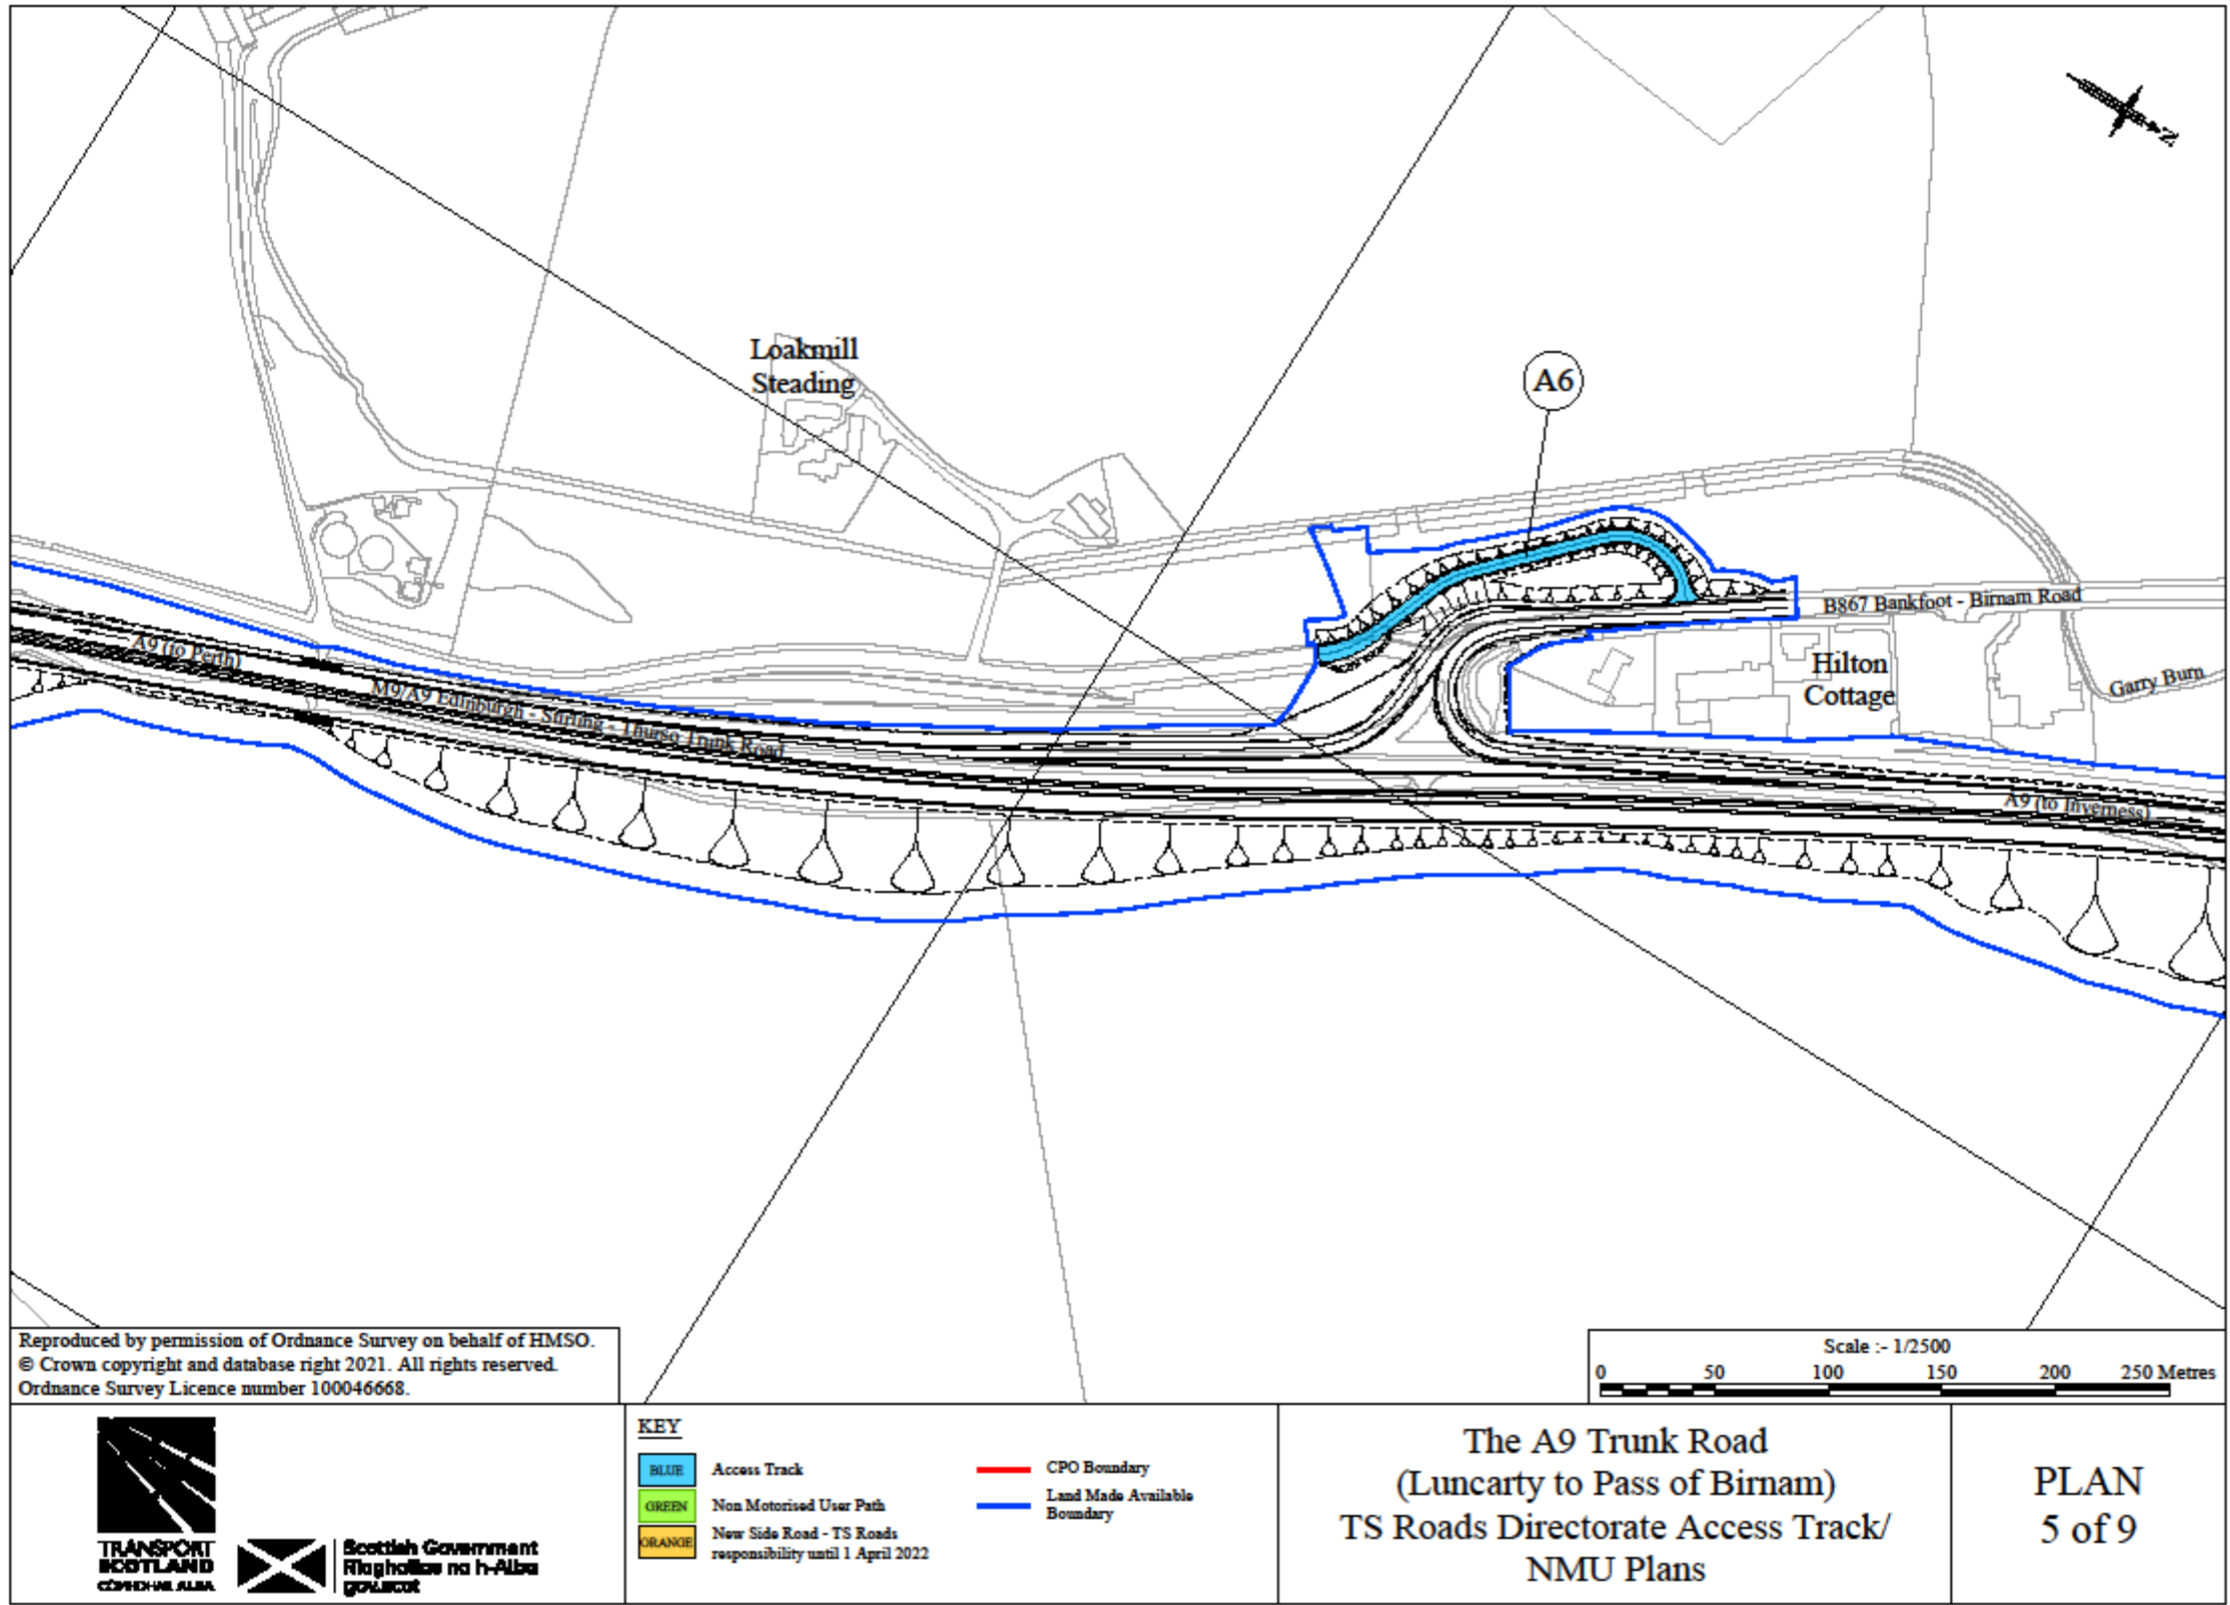 N
Loakmill
Steading
A6
B867 Bankfoot - Birnam Road
A9 (to Perth)
Hilton
Cottage
Garry Burn
M9/A9 Edinburgh - Stirling - Thurso Trunk Road
A9 (to Inverness)
Reproduced by permission of Ordnance Survey on behalf of HMSO.
© Crown copyright and database right 2021. All rights reserved.
Ordnance Survey Licence number 100046668.
Scale :- 1/2500
0 50 100 150 200 250 Metres
TRANSPORT
SCOTLAND
CÒMHDHAIL ALBA
Scottish Government
Riaghaltas na h-Alba
gov.scot
KEY
BLUE Access Track
GREEN Non Motorised User Path
ORANGE New Side Road - TS Roads
responsibility until 1 April 2022
CPO Boundary
Land Made Available
Boundary
The A9 Trunk Road
(Luncarty to Pass of Birnam)
TS Roads Directorate Access Track/
NMU Plans
PLAN
5 of 9